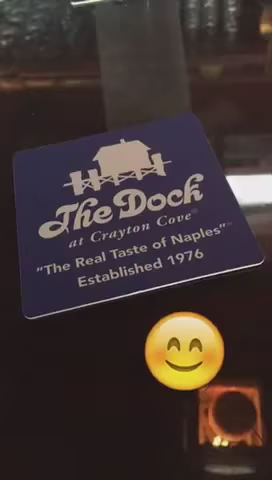 The Dock
at Crayton Cove®
"The Real Taste of Naples"
Established 1976